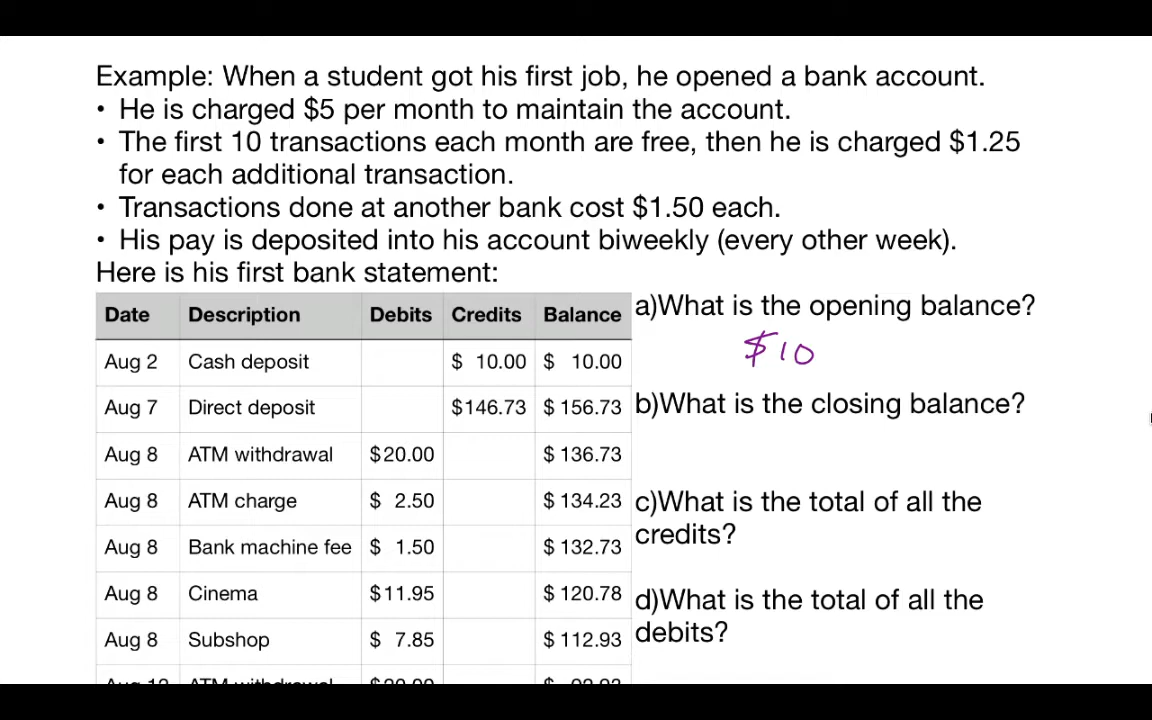 Example: When a student got his first job, he opened a bank account.
• He is charged $5 per month to maintain the account.
• The first 10 transactions each month are free, then he is charged $1.25
for each additional transaction.
• Transactions done at another bank cost $1.50 each.
• His pay is deposited into his account biweekly (every other week).
Here is his first bank statement:
Date Description Debits Credits Balance
Aug 2 Cash deposit $ 10.00 $ 10.00
Aug 7 Direct deposit $146.73 $ 156.73
Aug 8 ATM withdrawal $20.00 $ 136.73
Aug 8 ATM charge $ 2.50 $ 134.23
Aug 8 Bank machine fee $ 1.50 $ 132.73
Aug 8 Cinema $11.95 $ 120.78
Aug 8 Subshop $ 7.85 $ 112.93
ATM withdrawal
a)What is the opening balance?
$10
b)What is the closing balance?
c)What is the total of all the
credits?
d)What is the total of all the
debits?